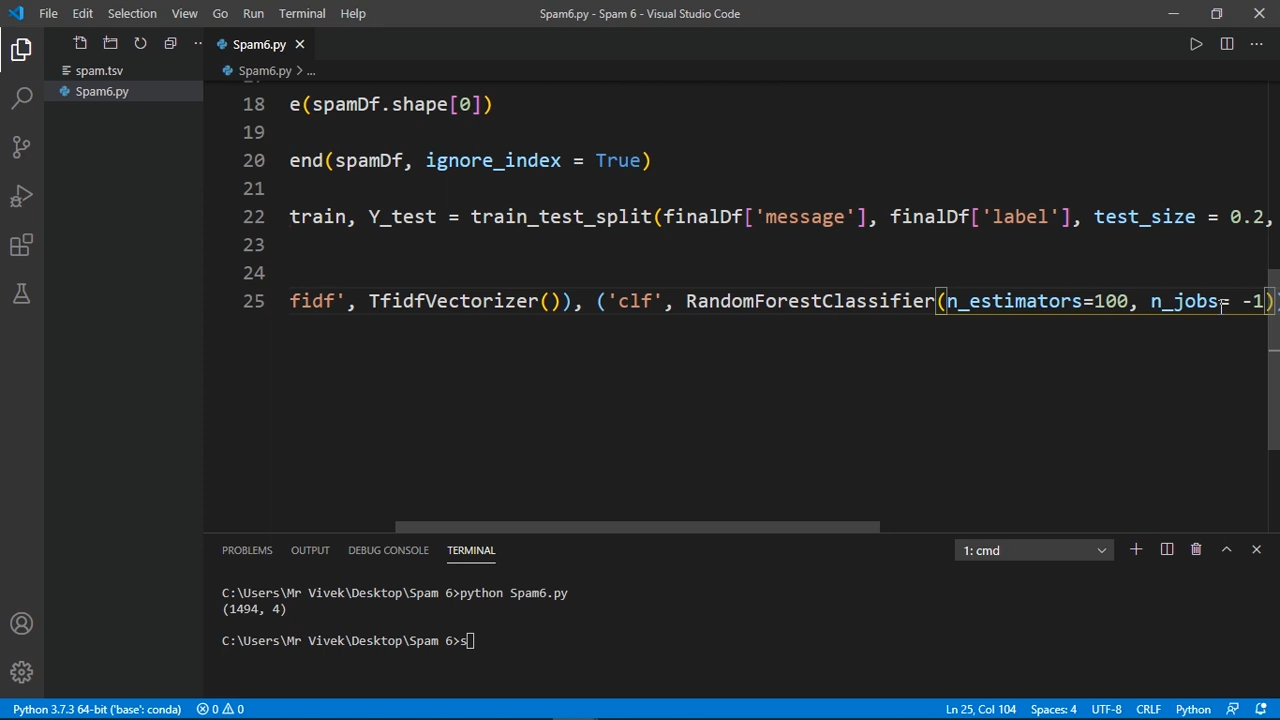 File Edit Selection View Go Run Terminal Help Spam6.py - Spam 6 - Visual Studio Code
Spam6.py
Spam6.py > ...
spam.tsv
Spam6.py
18 e(spamDf.shape[0])
19
20 end(spamDf, ignore_index = True)
21
22 train, Y_test = train_test_split(finalDf['message'], finalDf['label'], test_size = 0.2,
23
24
25 fidf', TfidfVectorizer()), ('clf', RandomForestClassifier(n_estimators=100, n_jobs= -1)
PROBLEMS OUTPUT DEBUG CONSOLE TERMINAL 1: cmd
C:\Users\Mr Vivek\Desktop\Spam 6>python Spam6.py
(1494, 4)
C:\Users\Mr Vivek\Desktop\Spam 6>s
Python 3.7.3 64-bit ('base': conda) 0 0 Ln 25, Col 104 Spaces: 4 UTF-8 CRLF Python